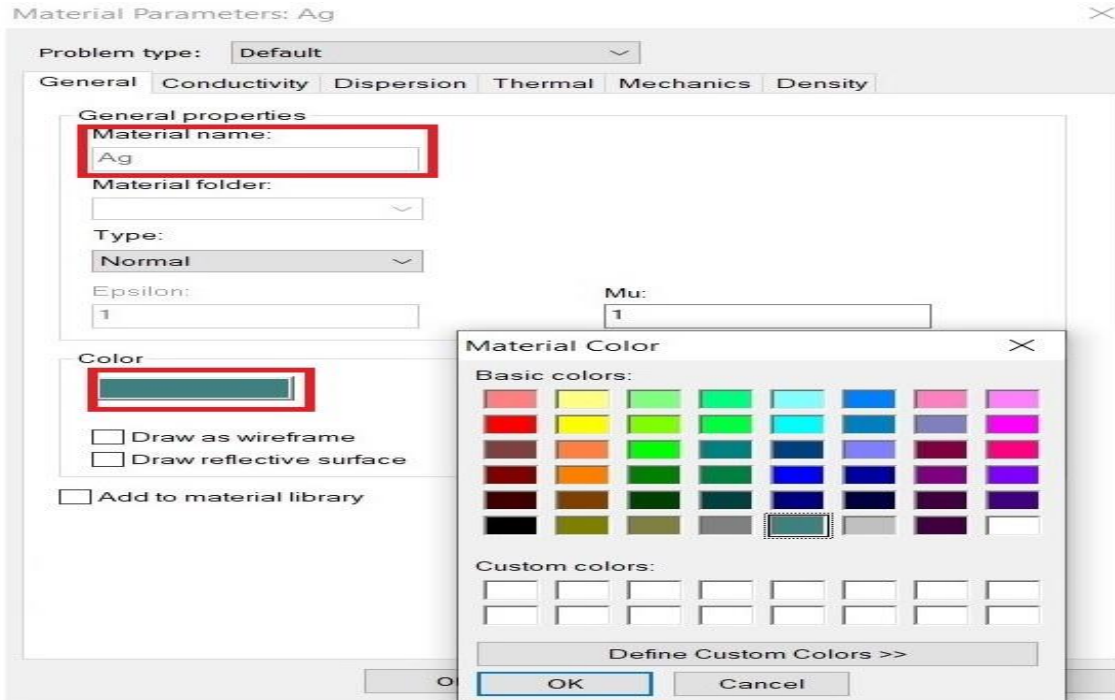 Material Parameters: Ag
Problem type: Default
General Conductivity Dispersion Thermal Mechanics Density
General properties
Material name:
Ag
Material folder:
Type:
Normal
Epsilon: Mu:
1 1
Color
Draw as wireframe
Draw reflective surface
Add to material library
Material Color
Basic colors:
Custom colors:
Define Custom Colors >>
OK Cancel